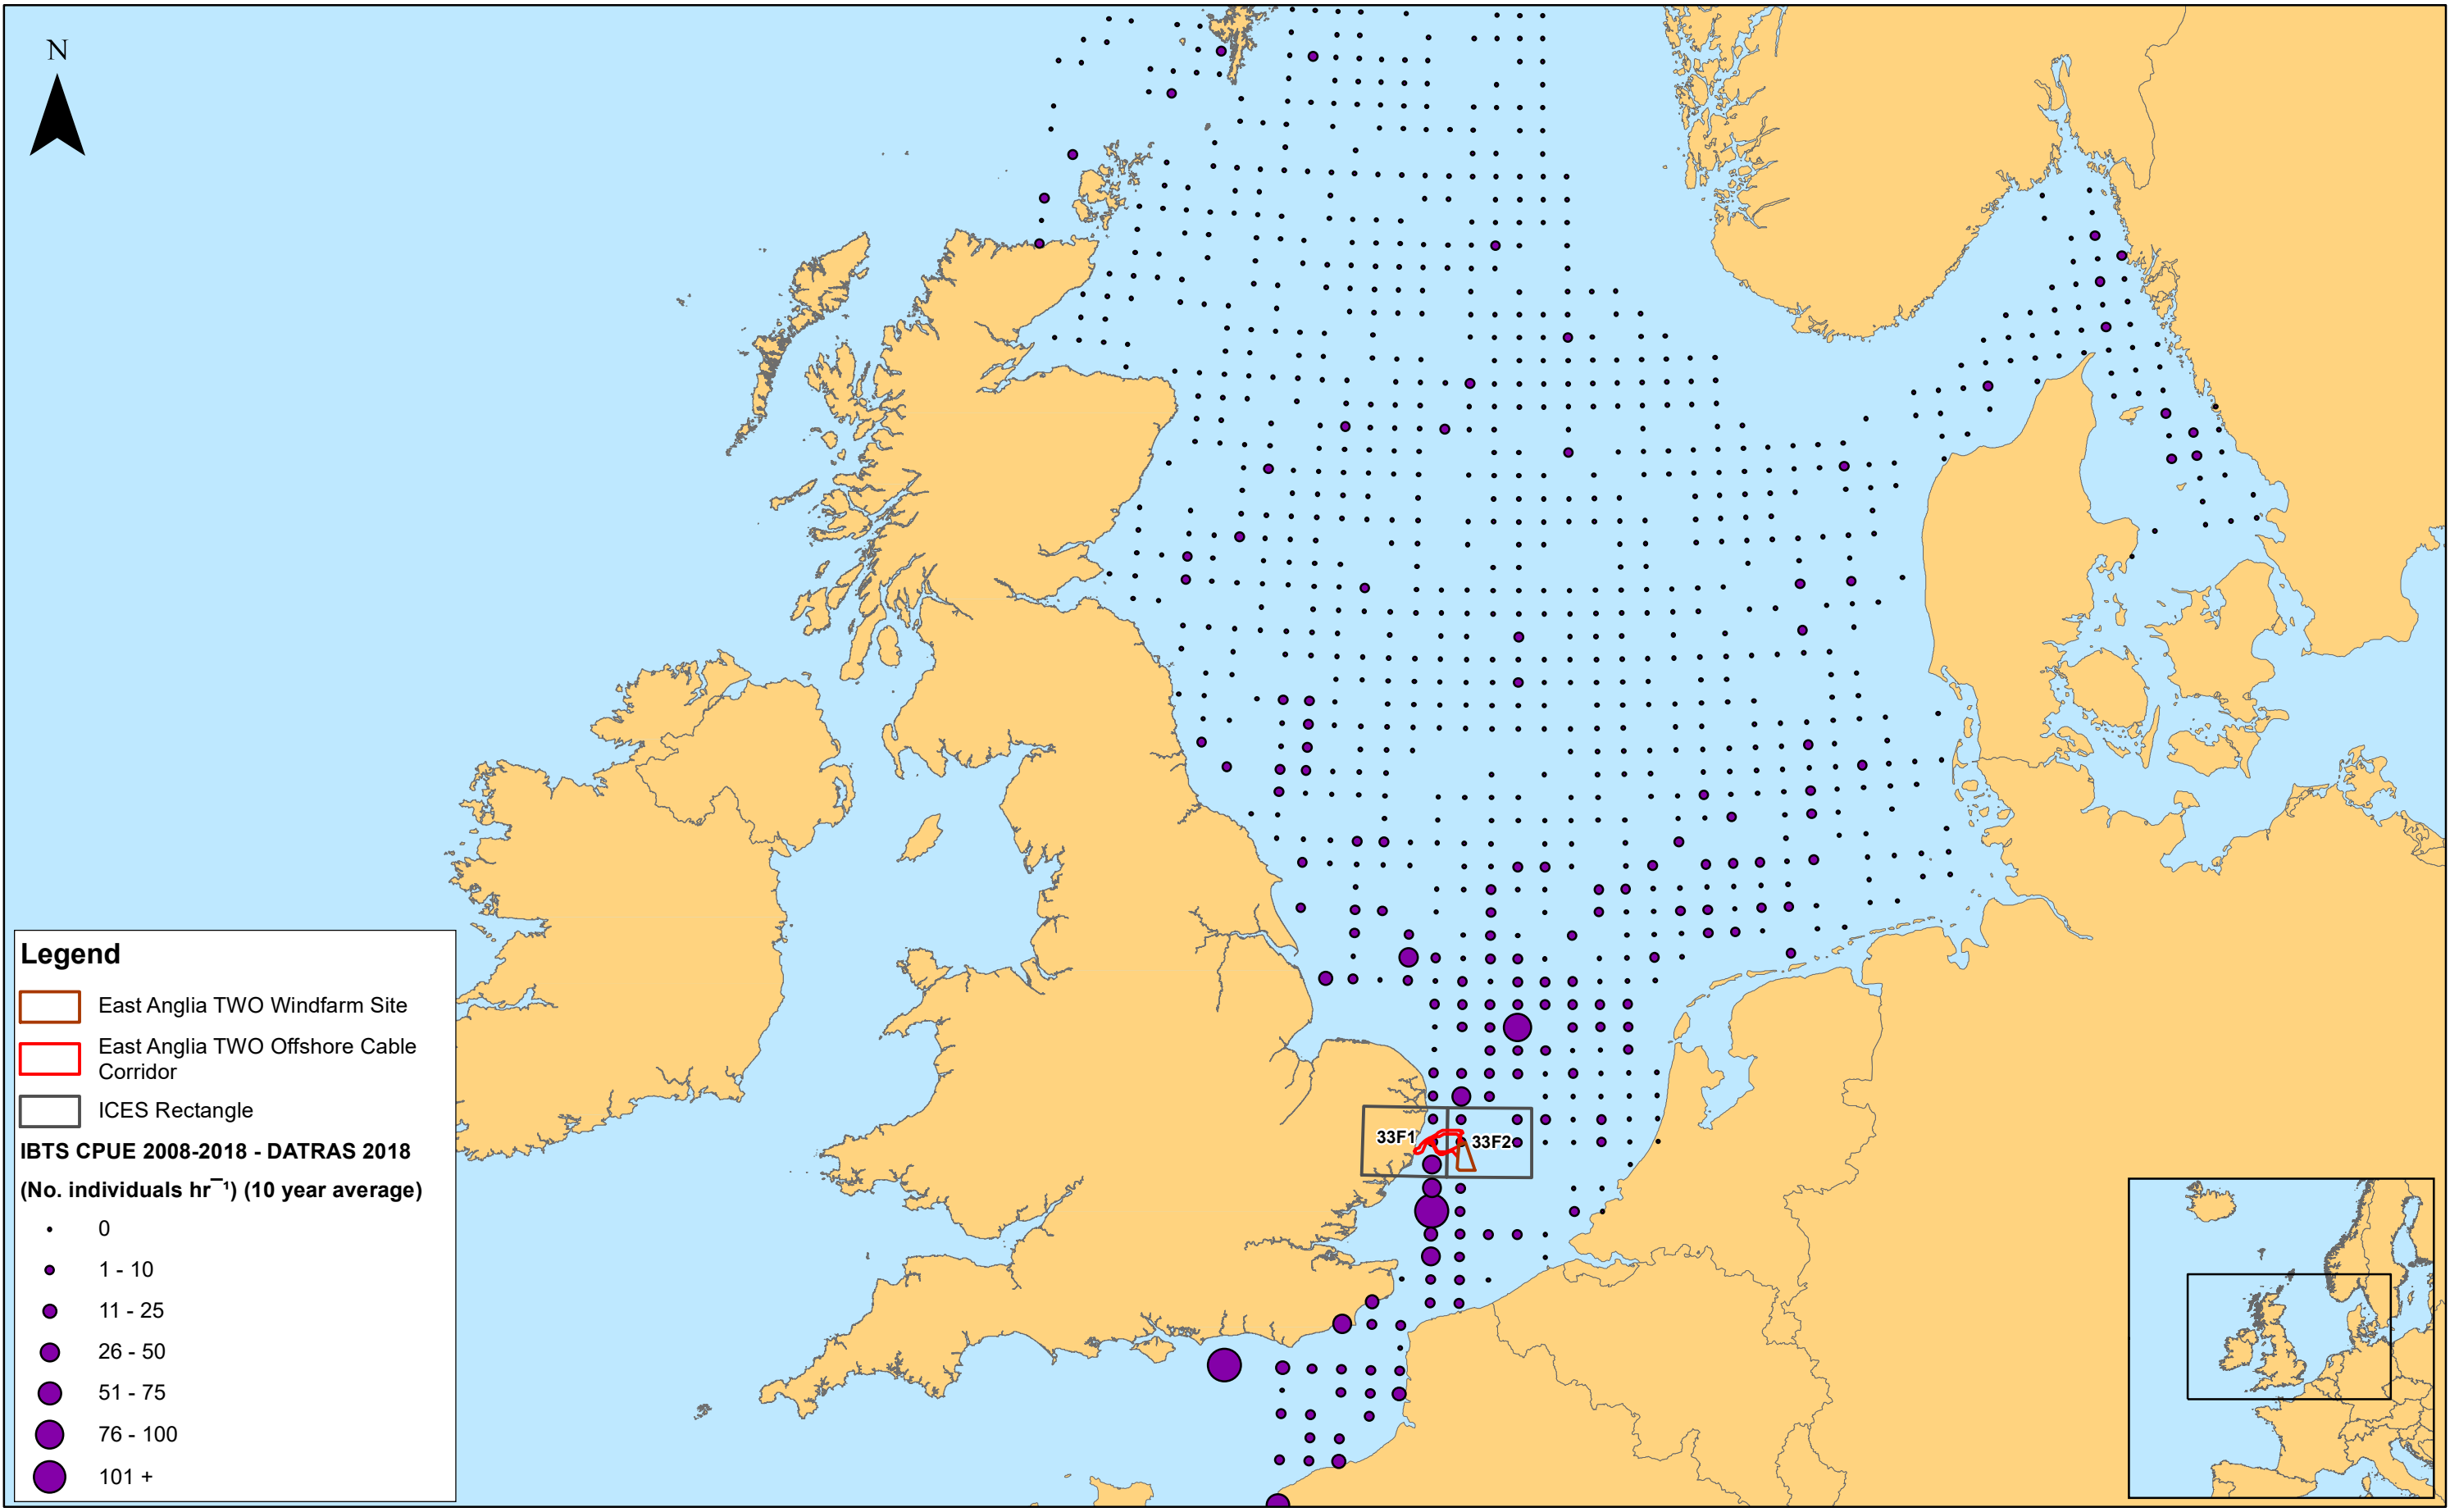 N
33F1
33F2
Legend
East Anglia TWO Windfarm Site
East Anglia TWO Offshore Cable
Corridor
ICES Rectangle
IBTS CPUE 2008-2018 - DATRAS 2018
(No. individuals hr⁻¹) (10 year average)
0
1 - 10
11 - 25
26 - 50
51 - 75
76 - 100
101 +